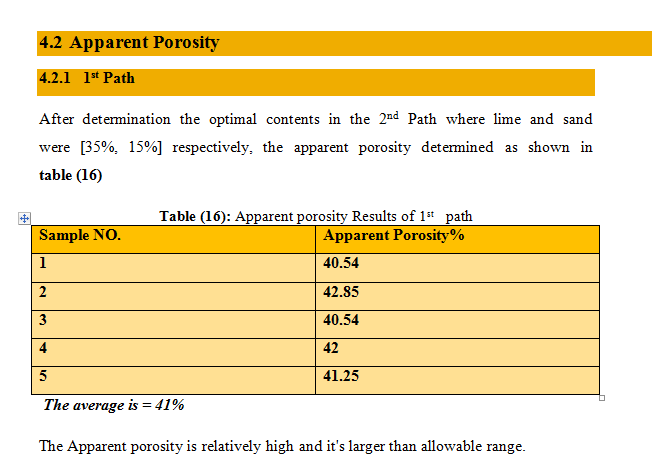 4.2 Apparent Porosity
4.2.1 1st Path
After determination the optimal contents in the 2nd Path where lime and sand
were [35%, 15%] respectively, the apparent porosity determined as shown in
table (16)
Table (16): Apparent porosity Results of 1st path
Sample NO. Apparent Porosity%
1 40.54
2 42.85
3 40.54
4 42
5 41.25
The average is = 41%
The Apparent porosity is relatively high and it's larger than allowable range.